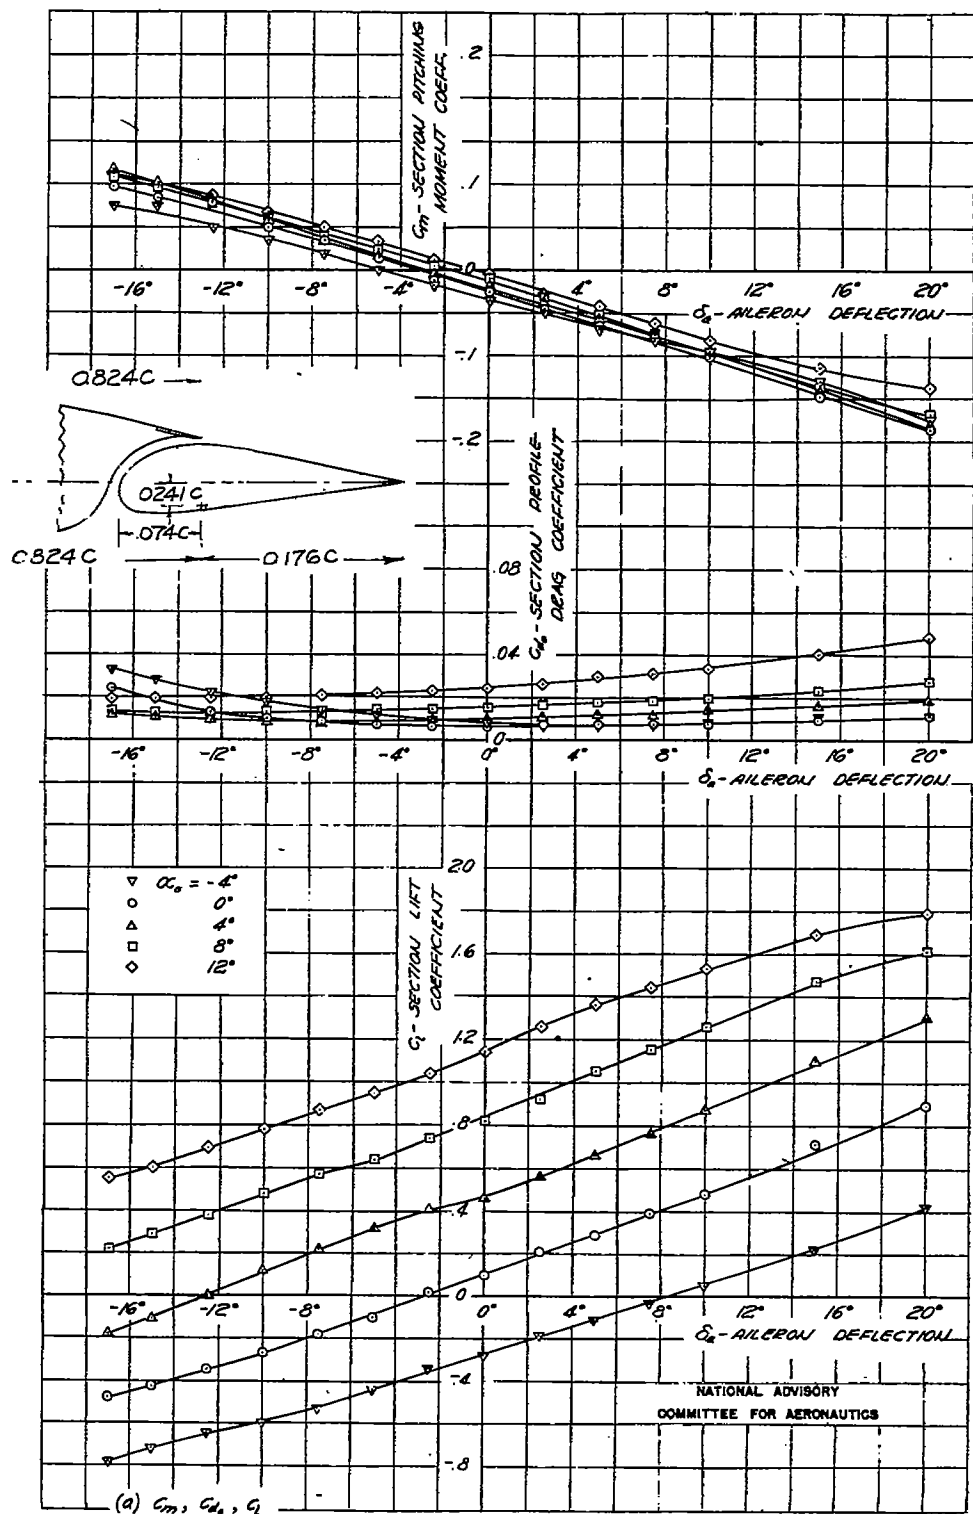 Cm-SECTION PITCHING
MOMENT COEFF.
.2
.1
0
-16° -12° -8° -4° 0° 4° 8° 12° 16° 20°
δa-AILERON DEFLECTION
-.1
-.2
0.824C
.0241C
.074C
0.824C
0.176C
Cd₀-SECTION PROFILE-
DRAG COEFFICIENT
.08
.04
0
-16° -12° -8° -4° 0° 4° 8° 12° 16° 20°
δa-AILERON DEFLECTION
▽ α₀ = -4°
○ 0°
△ 4°
□ 8°
◇ 12°
Cl-SECTION LIFT
COEFFICIENT
2.0
1.6
1.2
.8
.4
0
-16° -12° -8° -4° 0° 4° 8° 12° 16° 20°
δa-AILERON DEFLECTION
-.4
-.8
NATIONAL ADVISORY
COMMITTEE FOR AERONAUTICS
(a) Cm, Cd₀, Cl